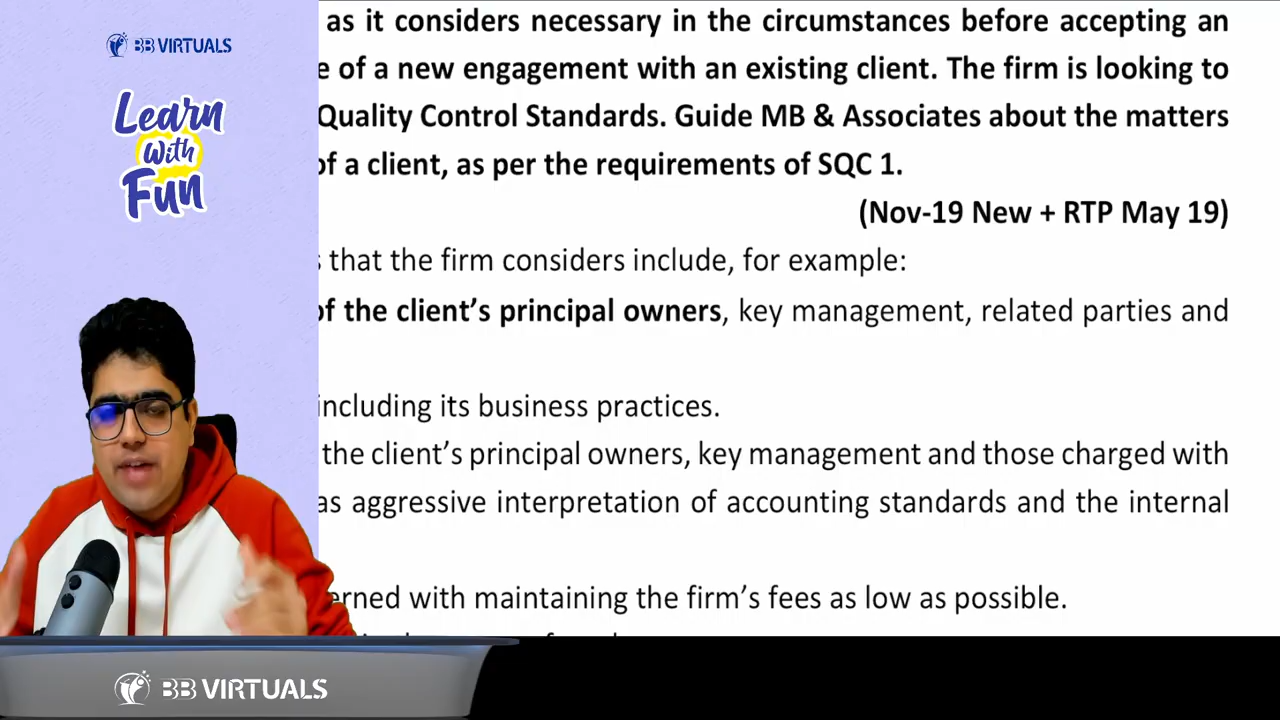 BB VIRTUALS
Learn
With
Fun
as it considers necessary in the circumstances before accepting an
of a new engagement with an existing client. The firm is looking to
Quality Control Standards. Guide MB & Associates about the matters
of a client, as per the requirements of SQC 1.
(Nov-19 New + RTP May 19)
that the firm considers include, for example:
of the client’s principal owners, key management, related parties and
including its business practices.
the client’s principal owners, key management and those charged with
as aggressive interpretation of accounting standards and the internal
with maintaining the firm’s fees as low as possible.
BB VIRTUALS